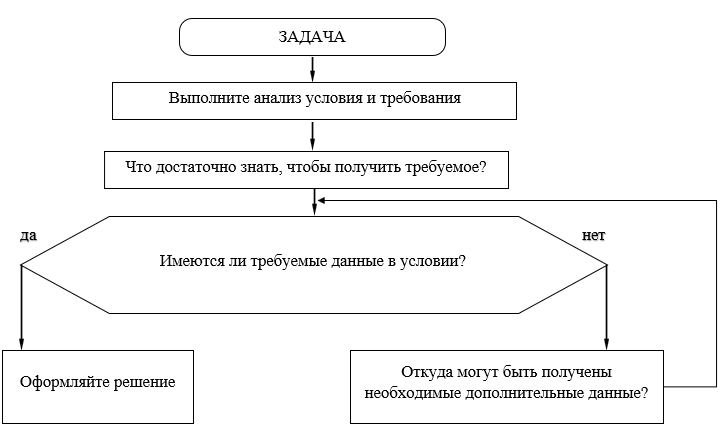 ЗАДАЧА
Выполните анализ условия и требования
Что достаточно знать, чтобы получить требуемое?
да
нет
Имеются ли требуемые данные в условии?
Оформляйте решение
Откуда могут быть получены
необходимые дополнительные данные?